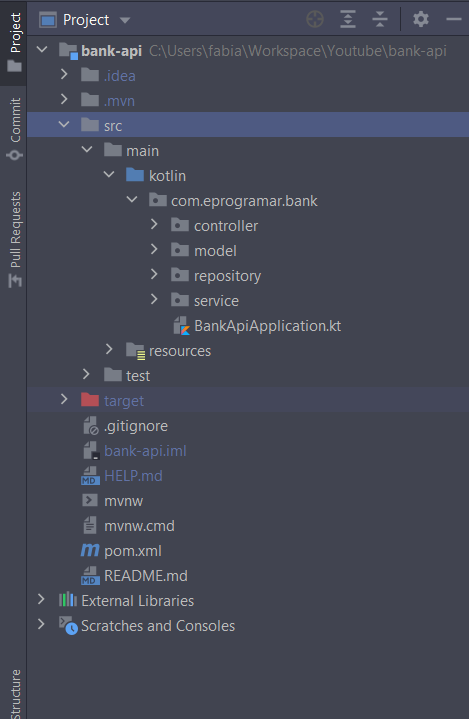 Project
Commit
Pull Requests
Structure
Project
bank-api C:\Users\fabia\Workspace\Youtube\bank-api
.idea
.mvn
src
main
kotlin
com.eprogramar.bank
controller
model
repository
service
BankApiApplication.kt
resources
test
target
.gitignore
bank-api.iml
MD HELP.md
mvnw
mvnw.cmd
m pom.xml
MD README.md
External Libraries
Scratches and Consoles